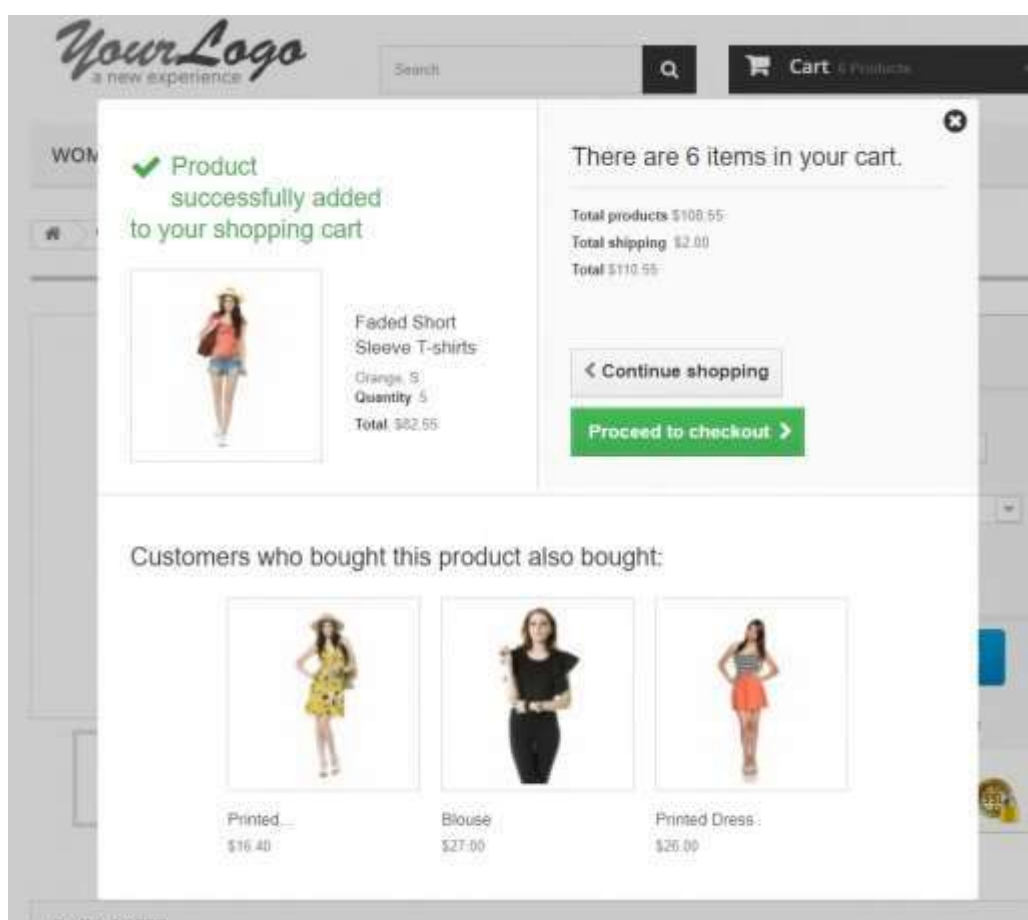 YourLogo
a new experience
Search
Cart 6 Products
WOM
Product
successfully added
to your shopping cart
Faded Short
Sleeve T-shirts
Orange, S
Quantity 5
Total $82.55
There are 6 items in your cart.
Total products $108.55
Total shipping $2.00
Total $110.55
Continue shopping
Proceed to checkout
Customers who bought this product also bought:
Printed...
$16.40
Blouse
$27.00
Printed Dress
$26.00
SSL